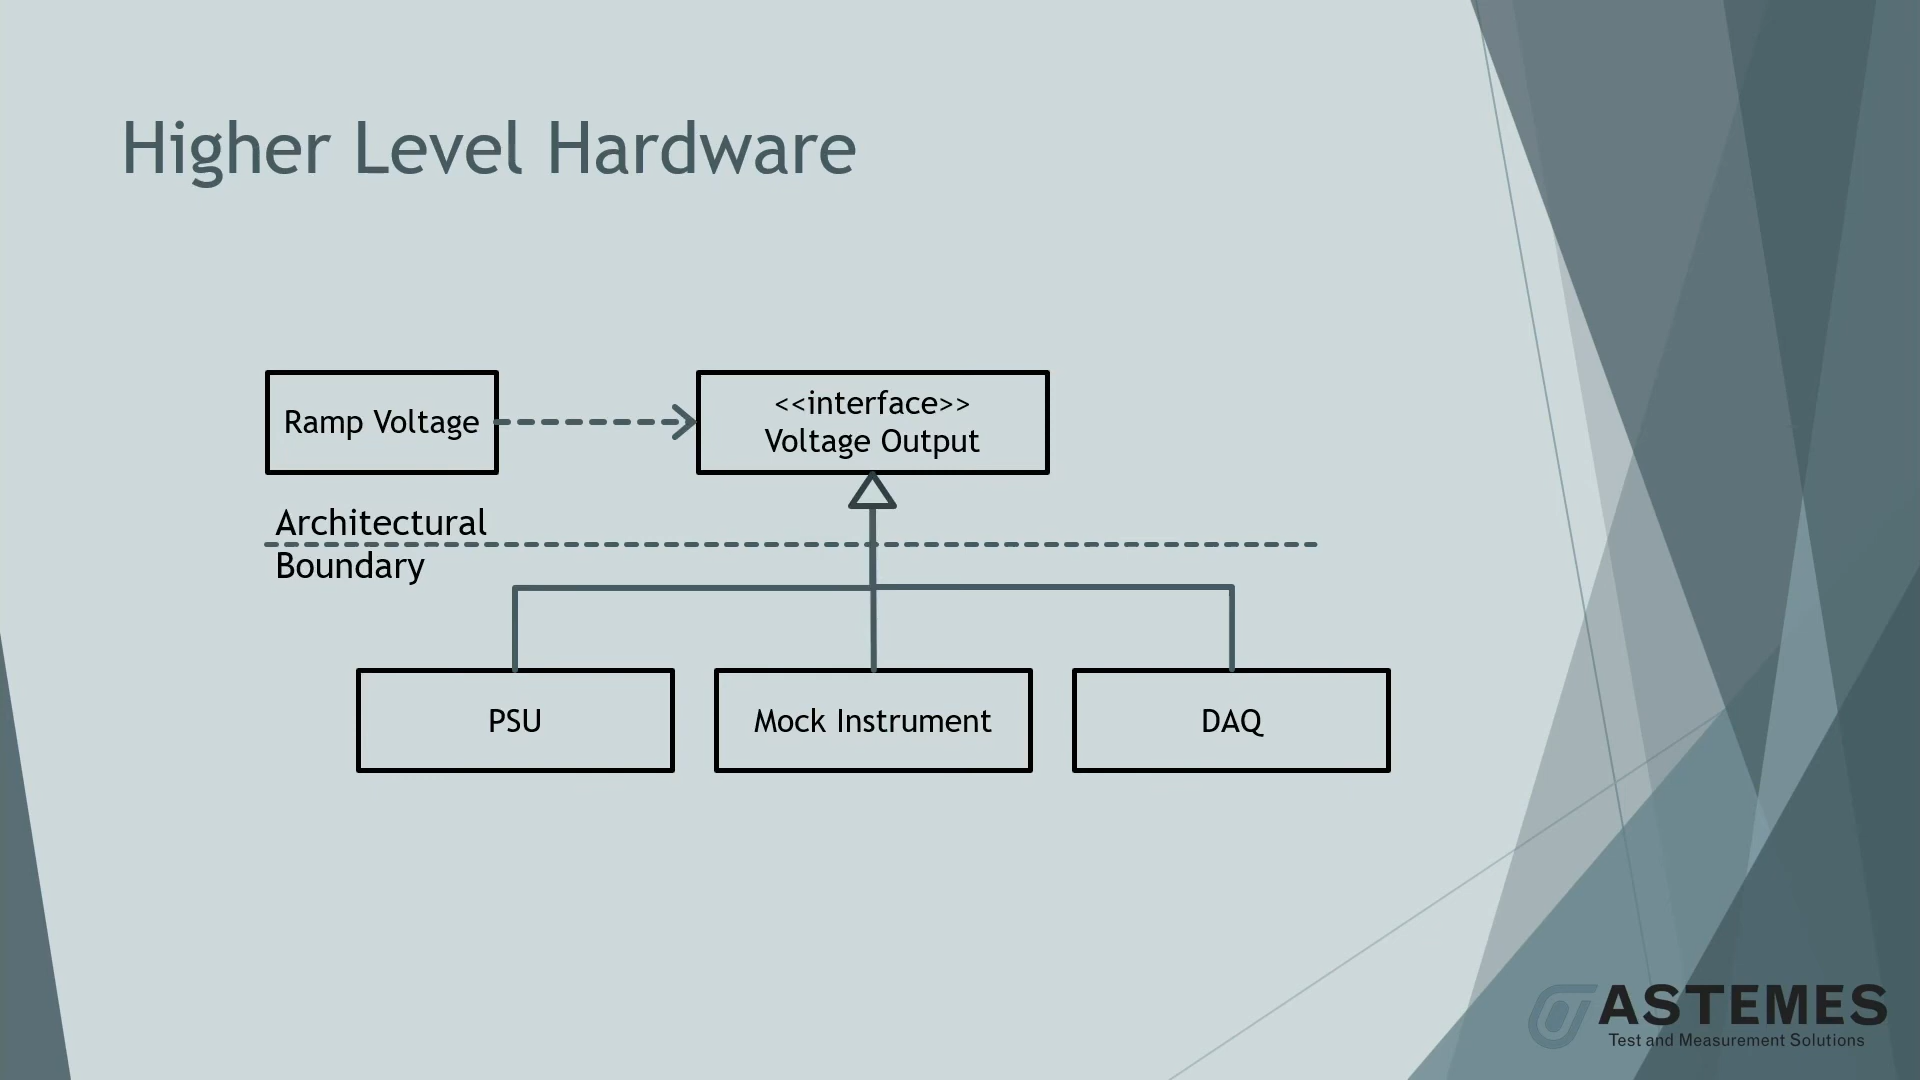 Higher Level Hardware
Ramp Voltage
<<interface>>
Voltage Output
Architectural
Boundary
PSU
Mock Instrument
DAQ
ASTEMES
Test and Measurement Solutions